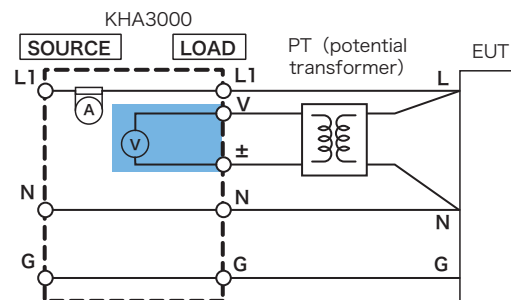 KHA3000
SOURCE LOAD
PT (potential
transformer)
EUT
L1 L1 L
A
V
V
±
N N
N
G G G